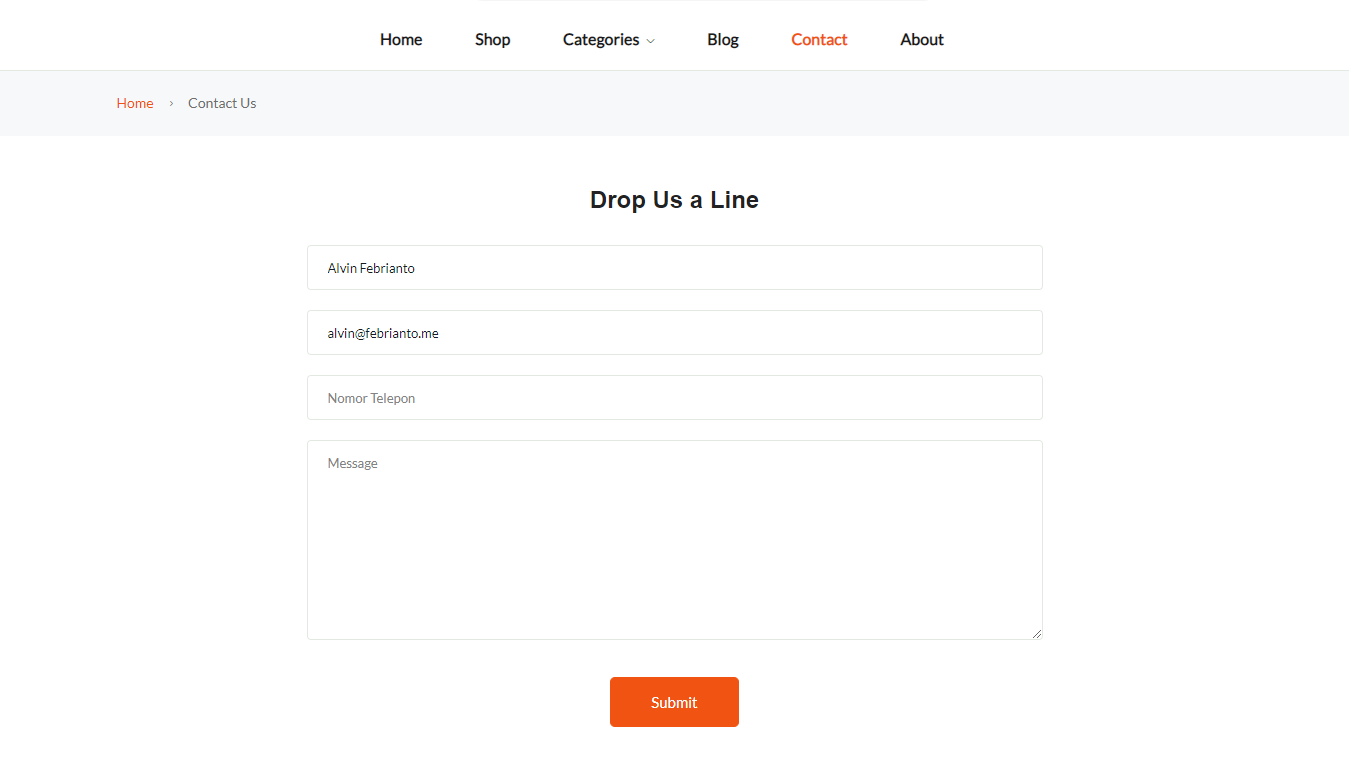 Home Shop Categories Blog Contact About
Home › Contact Us
Drop Us a Line
Alvin Febrianto
alvin@febrianto.me
Nomor Telepon
Message
Submit